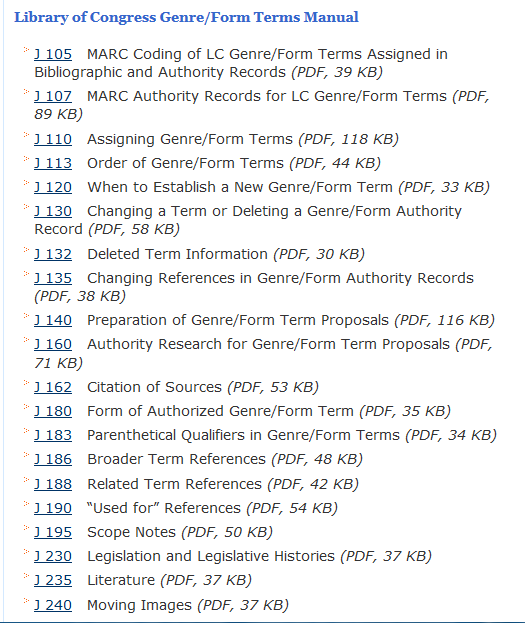 Library of Congress Genre/Form Terms Manual
J 105 MARC Coding of LC Genre/Form Terms Assigned in
Bibliographic and Authority Records (PDF, 39 KB)
J 107 MARC Authority Records for LC Genre/Form Terms (PDF,
89 KB)
J 110 Assigning Genre/Form Terms (PDF, 118 KB)
J 113 Order of Genre/Form Terms (PDF, 44 KB)
J 120 When to Establish a New Genre/Form Term (PDF, 33 KB)
J 130 Changing a Term or Deleting a Genre/Form Authority
Record (PDF, 58 KB)
J 132 Deleted Term Information (PDF, 30 KB)
J 135 Changing References in Genre/Form Authority Records
(PDF, 38 KB)
J 140 Preparation of Genre/Form Term Proposals (PDF, 116 KB)
J 160 Authority Research for Genre/Form Term Proposals (PDF,
71 KB)
J 162 Citation of Sources (PDF, 53 KB)
J 180 Form of Authorized Genre/Form Term (PDF, 35 KB)
J 183 Parenthetical Qualifiers in Genre/Form Terms (PDF, 34 KB)
J 186 Broader Term References (PDF, 48 KB)
J 188 Related Term References (PDF, 42 KB)
J 190 “Used for” References (PDF, 54 KB)
J 195 Scope Notes (PDF, 50 KB)
J 230 Legislation and Legislative Histories (PDF, 37 KB)
J 235 Literature (PDF, 37 KB)
J 240 Moving Images (PDF, 37 KB)